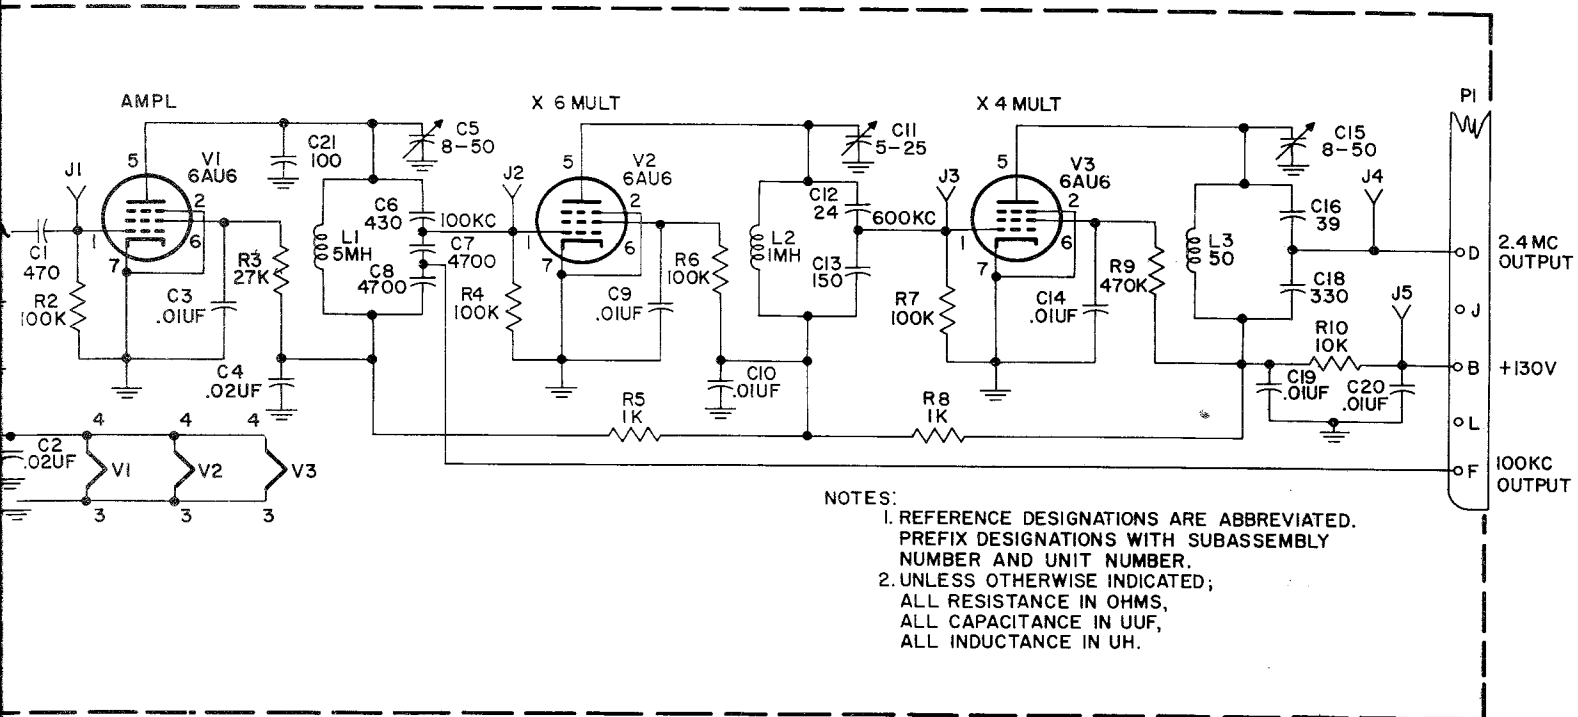 AMPL
X 6 MULT
X 4 MULT
P1
J1
5
V1
6AU6
2
1
6
7
C1
470
R2
100K
C3
.01UF
R3
27K
C21
100
C5
8-50
L1
5MH
C6
430
100KC
C7
4700
C8
4700
C4
.02UF
J2
5
V2
6AU6
2
1
6
7
R4
100K
C9
.01UF
R6
100K
C11
5-25
L2
1MH
C12
24
600KC
C13
150
C10
.01UF
J3
5
V3
6AU6
2
1
6
7
R7
100K
C14
.01UF
R9
470K
C15
8-50
L3
50
C16
39
C18
330
J4
J5
R10
10K
C19
.01UF
C20
.01UF
R5
1K
R8
1K
D
2.4 MC
OUTPUT
J
B
+130V
L
F
100KC
OUTPUT
C2
.02UF
4
4
4
V1
V2
V3
3
3
3
NOTES:
1. REFERENCE DESIGNATIONS ARE ABBREVIATED.
PREFIX DESIGNATIONS WITH SUBASSEMBLY
NUMBER AND UNIT NUMBER.
2. UNLESS OTHERWISE INDICATED;
ALL RESISTANCE IN OHMS,
ALL CAPACITANCE IN UUF,
ALL INDUCTANCE IN UH.